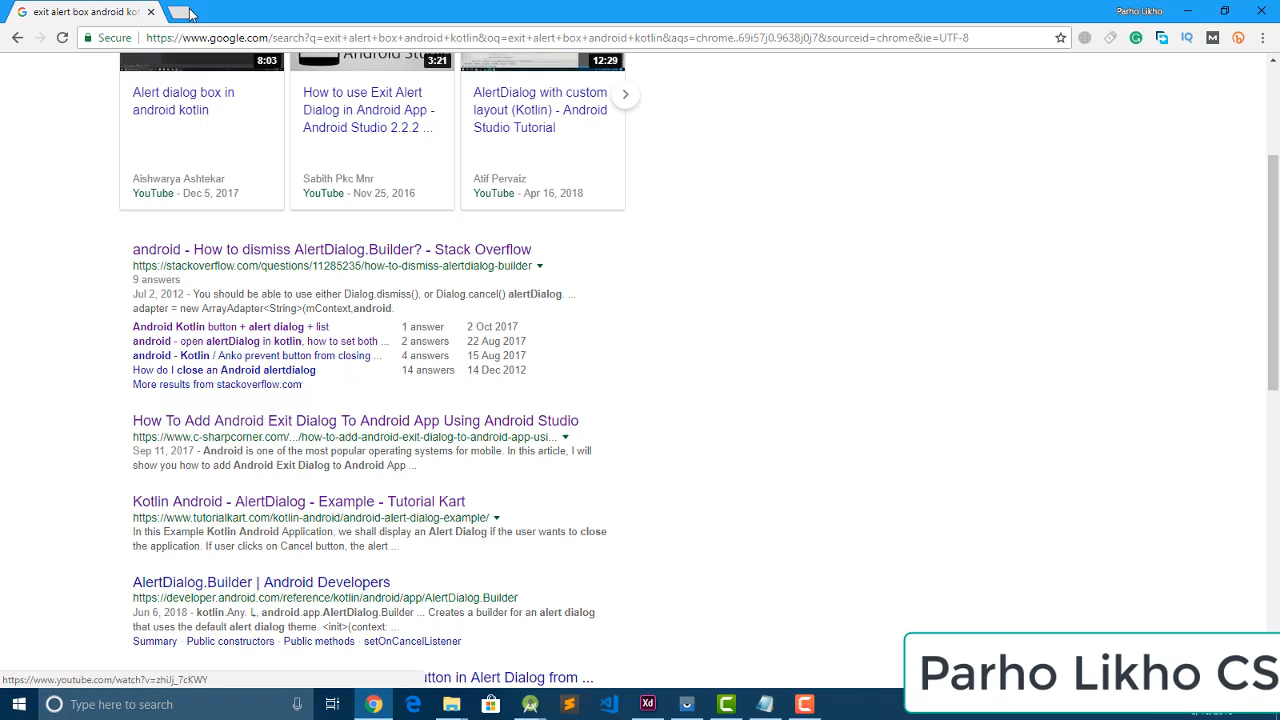 exit alert box android ko
Parho Likho
Secure
https://www.google.com/search?q=exit+alert+box+android+kotlin&oq=exit+alert+box+android+kotlin&aqs=chrome..69i57j0.9638j0j7&sourceid=chrome&ie=UTF-8
8:03
3:21
12:29
Alert dialog box in
android kotlin
Aishwarya Ashtekar
YouTube - Dec 5, 2017
How to use Exit Alert
Dialog in Android App -
Android Studio 2.2.2 ...
Sabith Pkc Mnr
YouTube - Nov 25, 2016
AlertDialog with custom
layout (Kotlin) - Android
Studio Tutorial
Atif Pervaiz
YouTube - Apr 16, 2018
android - How to dismiss AlertDialog.Builder? - Stack Overflow
https://stackoverflow.com/questions/11285235/how-to-dismiss-alertdialog-builder
9 answers
Jul 2, 2012 - You should be able to use either Dialog.dismiss(), or Dialog.cancel() alertDialog. ...
adapter = new ArrayAdapter<String>(mContext,android.
Android Kotlin button + alert dialog + list 1 answer 2 Oct 2017
android - open alertDialog in kotlin, how to set both ... 2 answers 22 Aug 2017
android - Kotlin / Anko prevent button from closing ... 4 answers 15 Aug 2017
How do I close an Android alertdialog 14 answers 14 Dec 2012
More results from stackoverflow.com
How To Add Android Exit Dialog To Android App Using Android Studio
https://www.c-sharpcorner.com/.../how-to-add-android-exit-dialog-to-android-app-usi...
Sep 11, 2017 - Android is one of the most popular operating systems for mobile. In this article, I will
show you how to add Android Exit Dialog to Android App ...
Kotlin Android - AlertDialog - Example - Tutorial Kart
https://www.tutorialkart.com/kotlin-android/android-alert-dialog-example/
In this Example Kotlin Android Application, we shall display an Alert Dialog if the user wants to close
the application. If user clicks on Cancel button, the alert ...
AlertDialog.Builder | Android Developers
https://developer.android.com/reference/kotlin/android/app/AlertDialog.Builder
Jun 6, 2018 - kotlin.Any. ↳, android.app.AlertDialog.Builder ... Creates a builder for an alert dialog
that uses the default alert dialog theme. <init>(context: ...
Summary · Public constructors · Public methods · setOnCancelListener
utton in Alert Dialog from ...
https://www.youtube.com/watch?v=zhiJj_7cKWY
Parho Likho CS
Type here to search